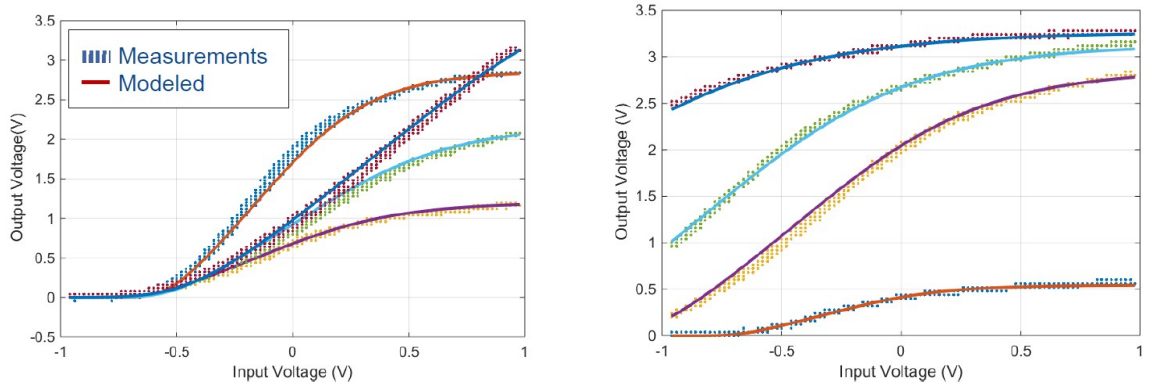 3.5
3
2.5
2
1.5
1
0.5
0
-0.5
Output Voltage(V)
Measurements
Modeled
-1 -0.5 0 0.5 1
Input Voltage (V)
3.5
3
2.5
2
1.5
1
0.5
0
Output Voltage (V)
-1 -0.5 0 0.5 1
Input Voltage (V)